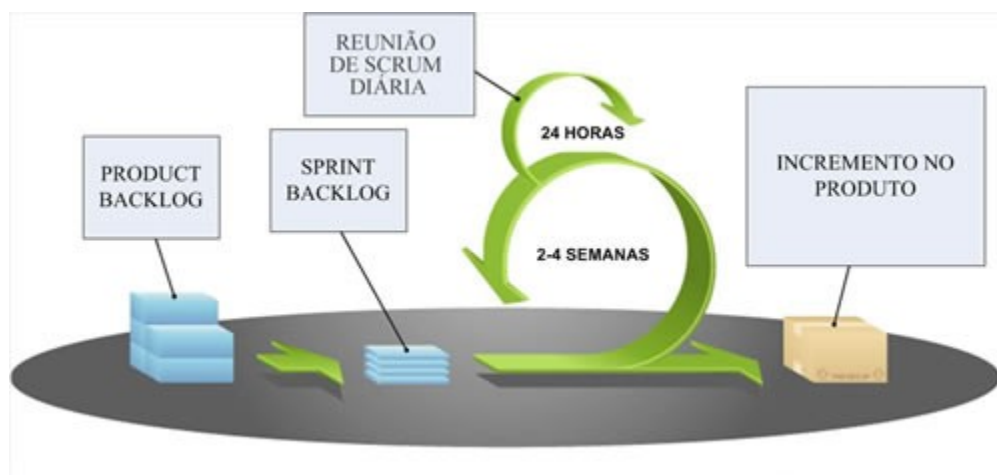 REUNIÃO
DE SCRUM
DIÁRIA
24 HORAS
PRODUCT
BACKLOG
SPRINT
BACKLOG
INCREMENTO NO
PRODUTO
2-4 SEMANAS